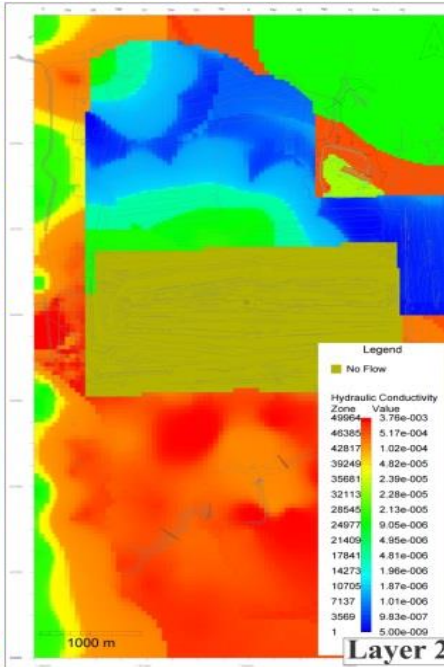 Legend
No Flow
Hydraulic Conductivity
Zone Value
49964 3.76e-003
46385 5.17e-004
42817 1.02e-004
39249 4.82e-005
35681 2.39e-005
32113 2.28e-005
28545 2.13e-005
24977 9.05e-006
21409 4.95e-006
17841 4.81e-006
14273 1.96e-006
10705 1.87e-006
7137 1.01e-006
3569 9.83e-007
1 5.00e-009
1000 m
Layer 2